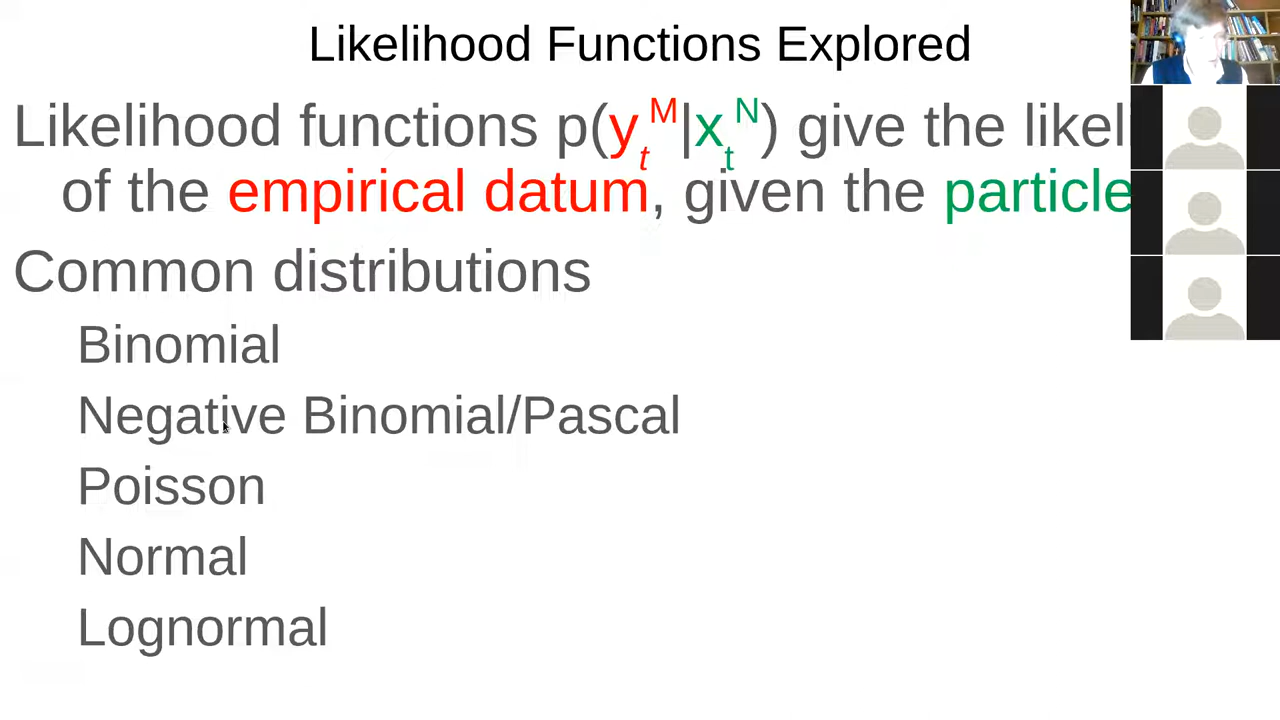 Likelihood Functions Explored
Likelihood functions p(y_t^M|x_t^N) give the
of the empirical datum, given the particle
Common distributions
Binomial
Negative Binomial/Pascal
Poisson
Normal
Lognormal